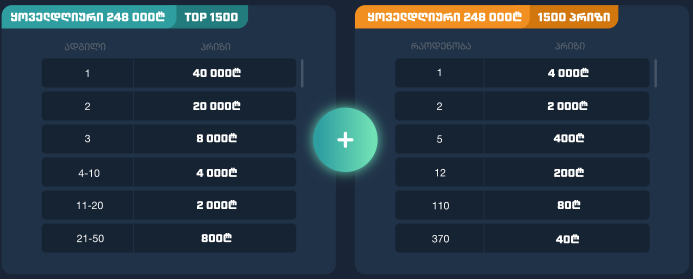 ყოველდღიური 248 000₾ TOP 1500
ადგილი პრიზი
1 40 000₾
2 20 000₾
3 8 000₾
4-10 4 000₾
11-20 2 000₾
21-50 800₾
+
ყოველდღიური 248 000₾ 1500 პრიზი
რაოდენობა პრიზი
1 4 000₾
2 2 000₾
5 400₾
12 200₾
110 80₾
370 40₾